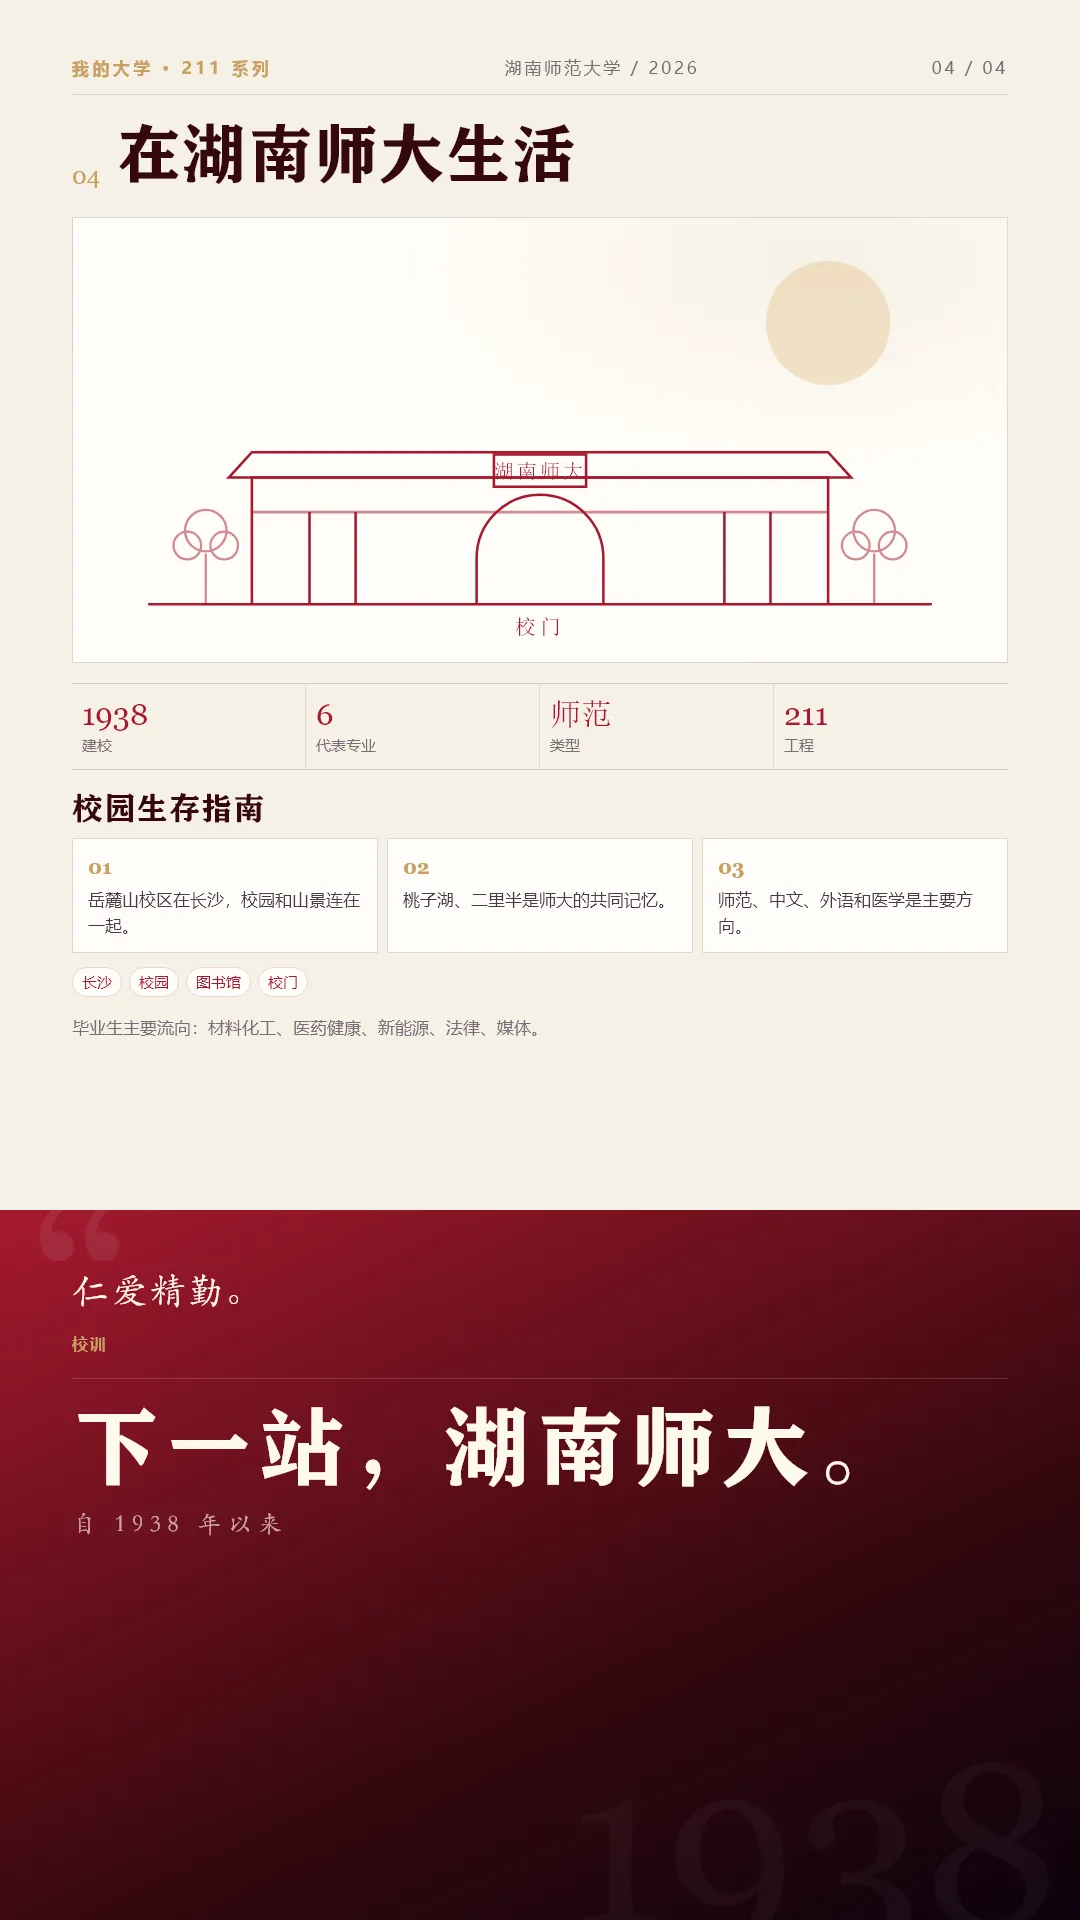 我的大学 · 211 系列
湖南师范大学 / 2026
04 / 04
04 在湖南师大生活
湖南师大
校门
1938
建校
6
代表专业
师范
类型
211
工程
校园生存指南
01
岳麓山校区在长沙，校园和山景连在
一起。
02
桃子湖、二里半是师大的共同记忆。
03
师范、中文、外语和医学是主要方
向。
长沙
校园
图书馆
校门
毕业生主要流向：材料化工、医药健康、新能源、法律、媒体。
“
仁爱精勤。
校训
下一站，湖南师大。
自 1938 年以来
1938